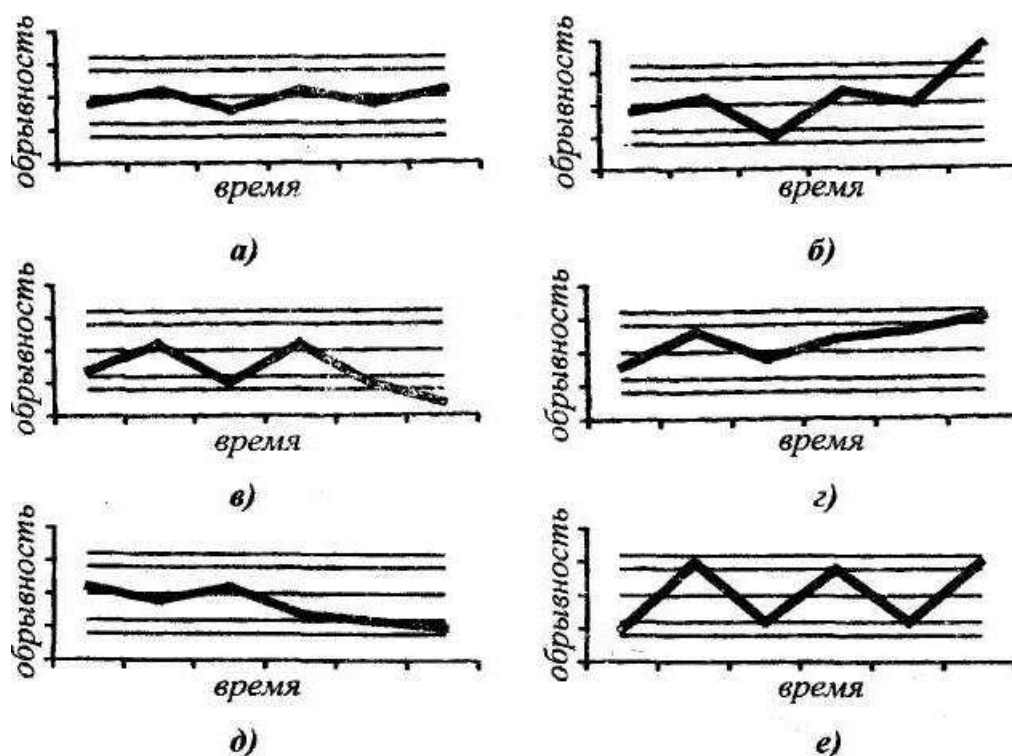 обрывность
время
а)
обрывность
время
б)
обрывность
время
в)
обрывность
время
г)
обрывность
время
д)
обрывность
время
е)